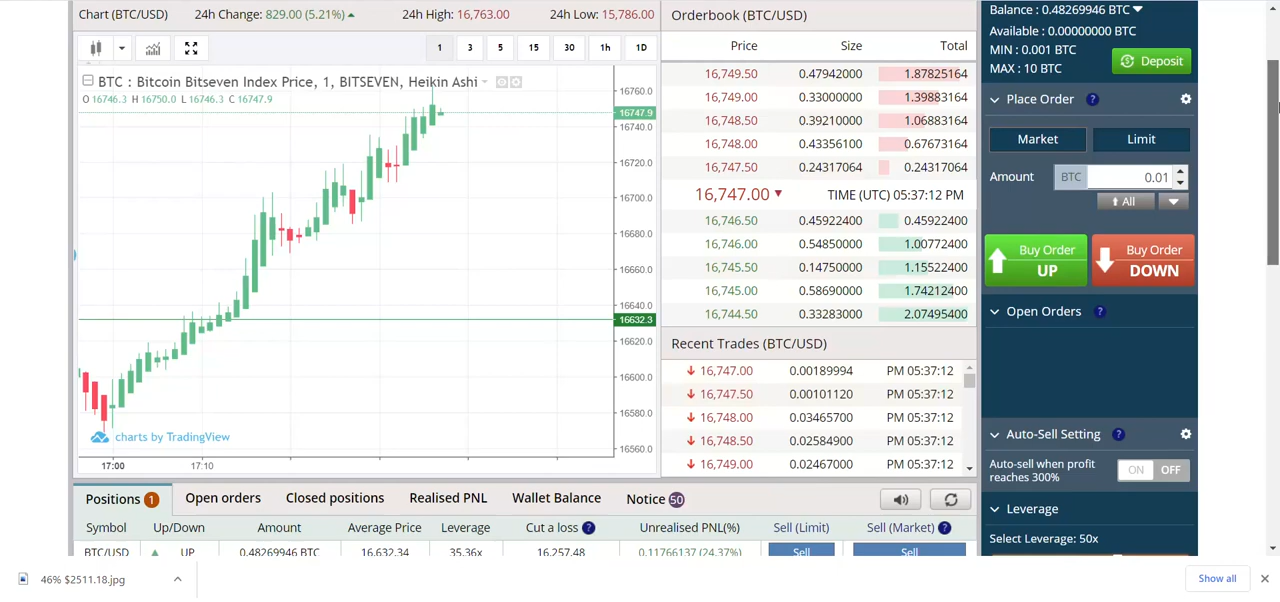 Chart (BTC/USD) 24h Change: 829.00 (5.21%) 24h High: 16,763.00 24h Low: 15,786.00
1 3 5 15 30 1h 1D
BTC : Bitcoin Bitseven Index Price, 1, BITSEVEN, Heikin Ashi
O 16746.3 H 16750.0 L 16746.3 C 16747.9
16760.0
16747.9
16740.0
16720.0
16700.0
16680.0
16660.0
16640.0
16632.3
16620.0
16600.0
16580.0
16560.0
charts by TradingView
17:00 17:10
Orderbook (BTC/USD)
Price Size Total
16,749.50 0.47942000 1.87825164
16,749.00 0.33000000 1.39883164
16,748.50 0.39210000 1.06883164
16,748.00 0.43356100 0.67673164
16,747.50 0.24317064 0.24317064
16,747.00 TIME (UTC) 05:37:12 PM
16,746.50 0.45922400 0.45922400
16,746.00 0.54850000 1.00772400
16,745.50 0.14750000 1.15522400
16,745.00 0.58690000 1.74212400
16,744.50 0.33283000 2.07495400
Recent Trades (BTC/USD)
16,747.00 0.00189994 PM 05:37:12
16,747.50 0.00101120 PM 05:37:12
16,748.00 0.03465700 PM 05:37:12
16,748.50 0.02584900 PM 05:37:12
16,749.00 0.02467000 PM 05:37:12
Balance : 0.48269946 BTC
Available : 0.00000000 BTC
MIN : 0.001 BTC
MAX : 10 BTC
Deposit
Place Order ?
Market Limit
Amount BTC 0.01
All
Buy Order UP
Buy Order DOWN
Open Orders ?
Auto-Sell Setting ?
Auto-sell when profit
reaches 300%
ON OFF
Leverage
Select Leverage: 50x
Positions 1 Open orders Closed positions Realised PNL Wallet Balance Notice 50
Symbol Up/Down Amount Average Price Leverage Cut a loss ? Unrealised PNL(%) Sell (Limit) Sell (Market) ?
BTC/USD UP 0.48269946 BTC 16,632.34 35.36x 16,257.48 0.11766137 (24.37%) Sell Sell
46% $2511.18.jpg
Show all